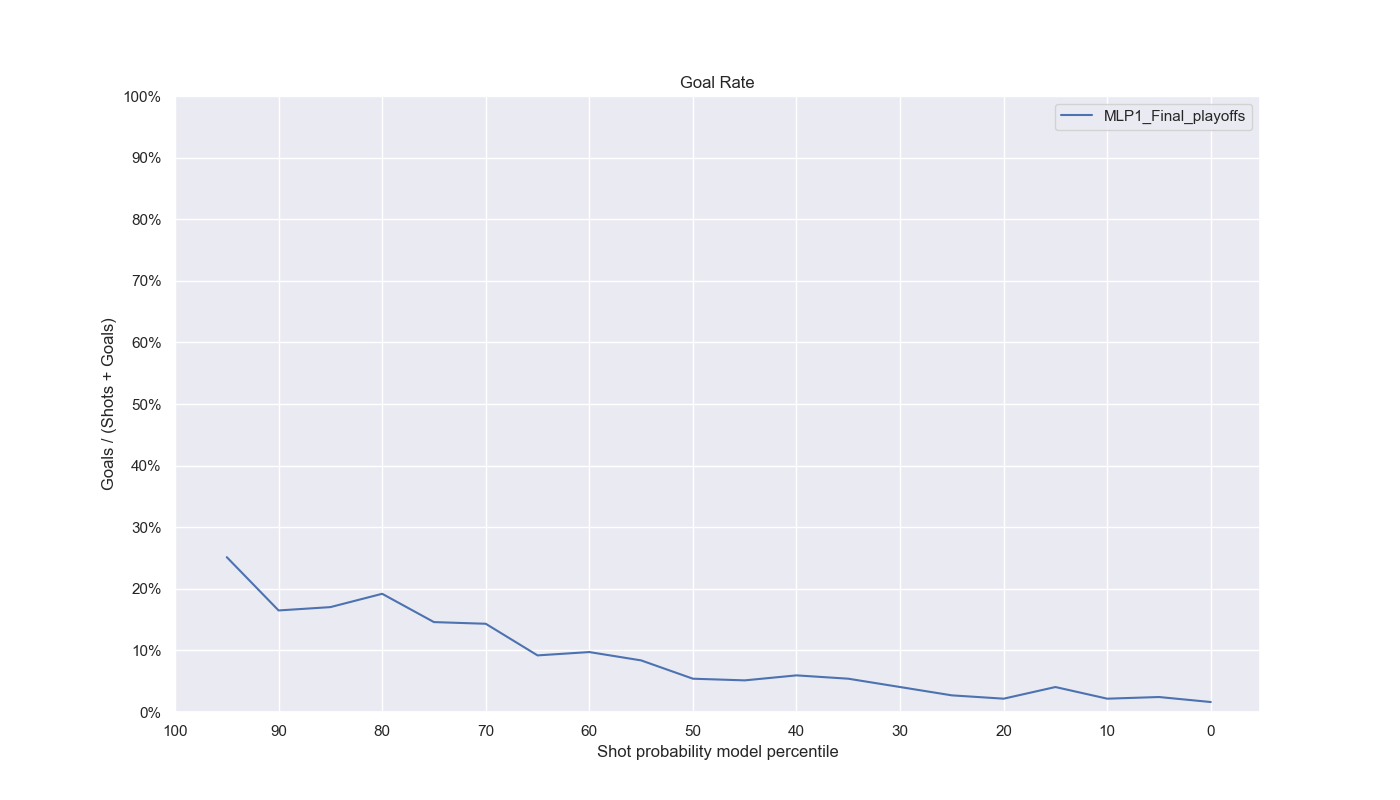 Goal Rate
MLP1_Final_playoffs
100%
90%
80%
70%
60%
50%
40%
30%
20%
10%
0%
Goals / (Shots + Goals)
100 90 80 70 60 50 40 30 20 10 0
Shot probability model percentile